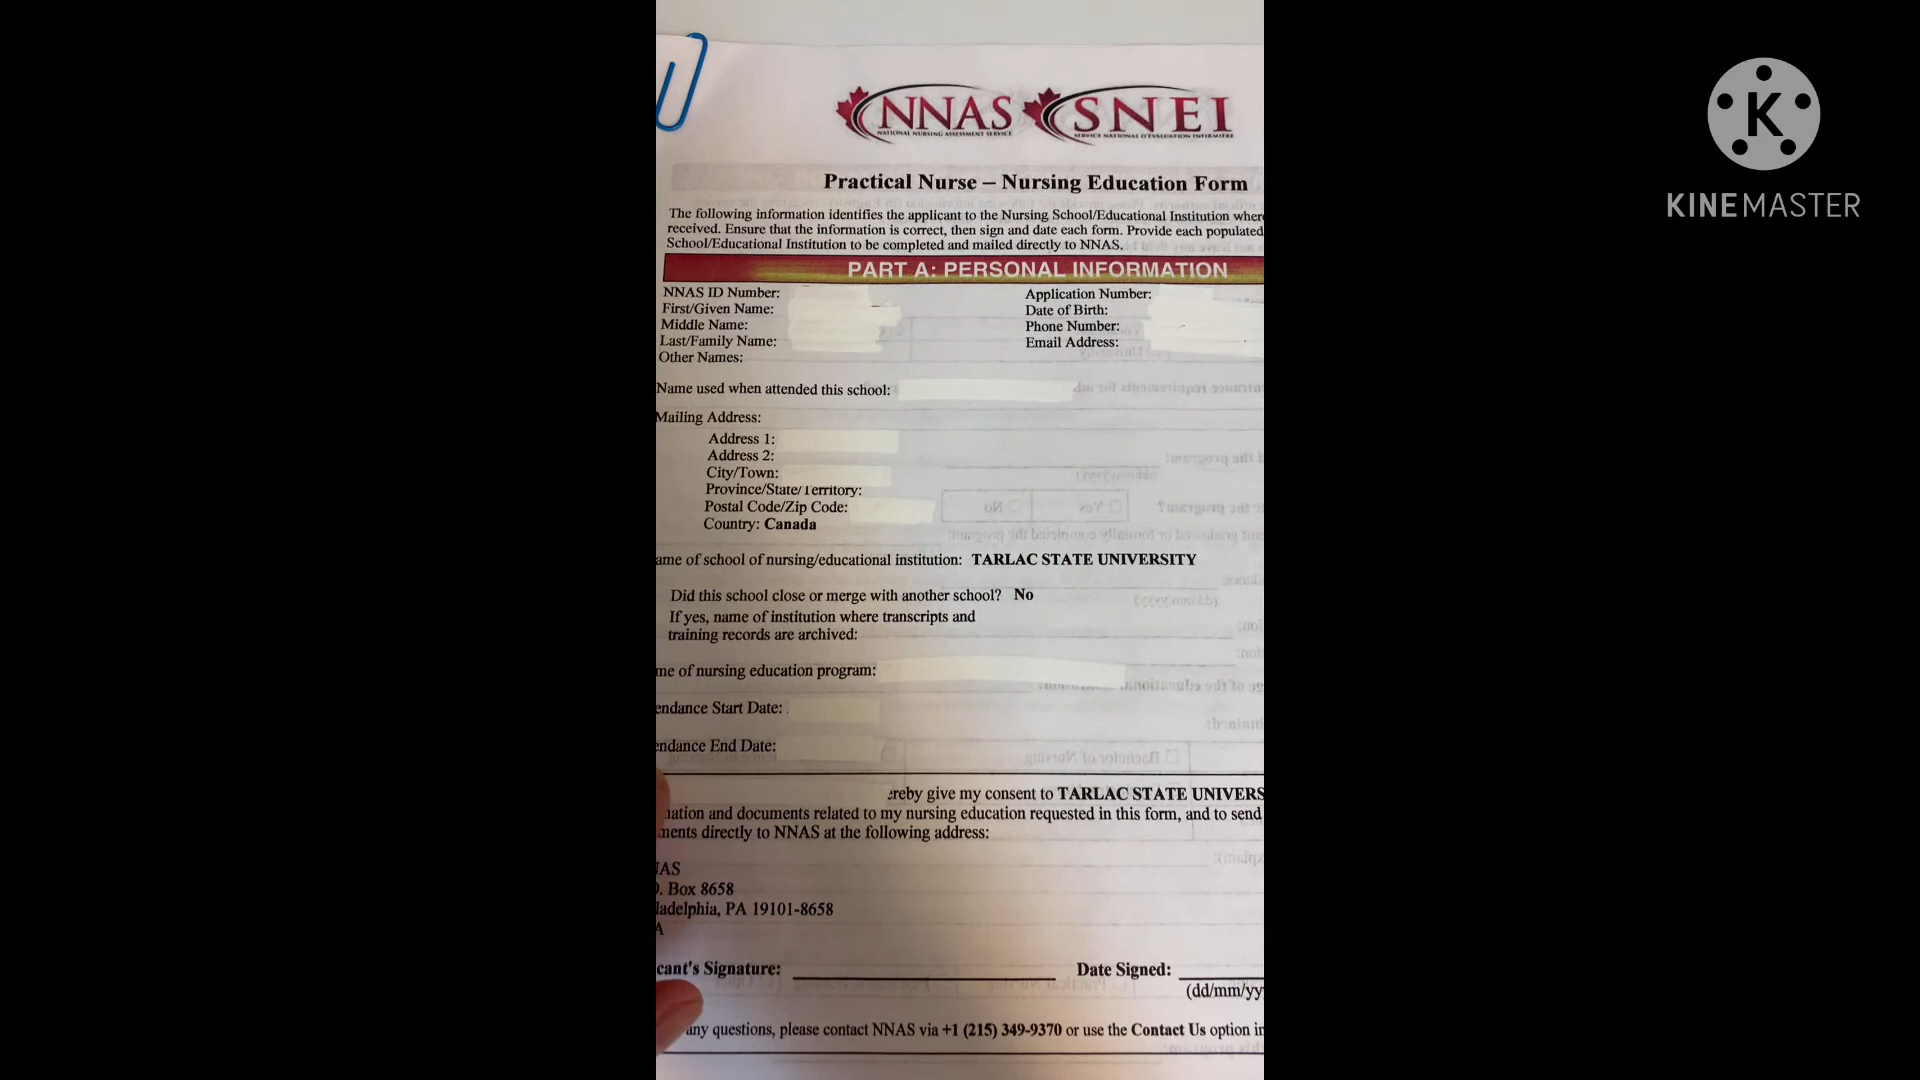 NNAS SNEI
NATIONAL NURSING ASSESSMENT SERVICE SERVICE NATIONAL D'ÉVALUATION INFIRMIÈRE
K
KINEMASTER
Practical Nurse – Nursing Education Form
The following information identifies the applicant to the Nursing School/Educational Institution wher
received. Ensure that the information is correct, then sign and date each form. Provide each populated
School/Educational Institution to be completed and mailed directly to NNAS.
PART A: PERSONAL INFORMATION
NNAS ID Number: Application Number:
First/Given Name: Date of Birth:
Middle Name: Phone Number:
Last/Family Name: Email Address:
Other Names:
Name used when attended this school:
Mailing Address:
Address 1:
Address 2:
City/Town:
Province/State/Territory:
Postal Code/Zip Code:
Country: Canada
ame of school of nursing/educational institution: TARLAC STATE UNIVERSITY
Did this school close or merge with another school? No
If yes, name of institution where transcripts and
training records are archived:
me of nursing education program:
endance Start Date:
endance End Date:
ereby give my consent to TARLAC STATE UNIVERS
nation and documents related to my nursing education requested in this form, and to send
ments directly to NNAS at the following address:
NAS
O. Box 8658
ladelphia, PA 19101-8658
A
cant's Signature: Date Signed:
(dd/mm/yy
any questions, please contact NNAS via +1 (215) 349-9370 or use the Contact Us option in